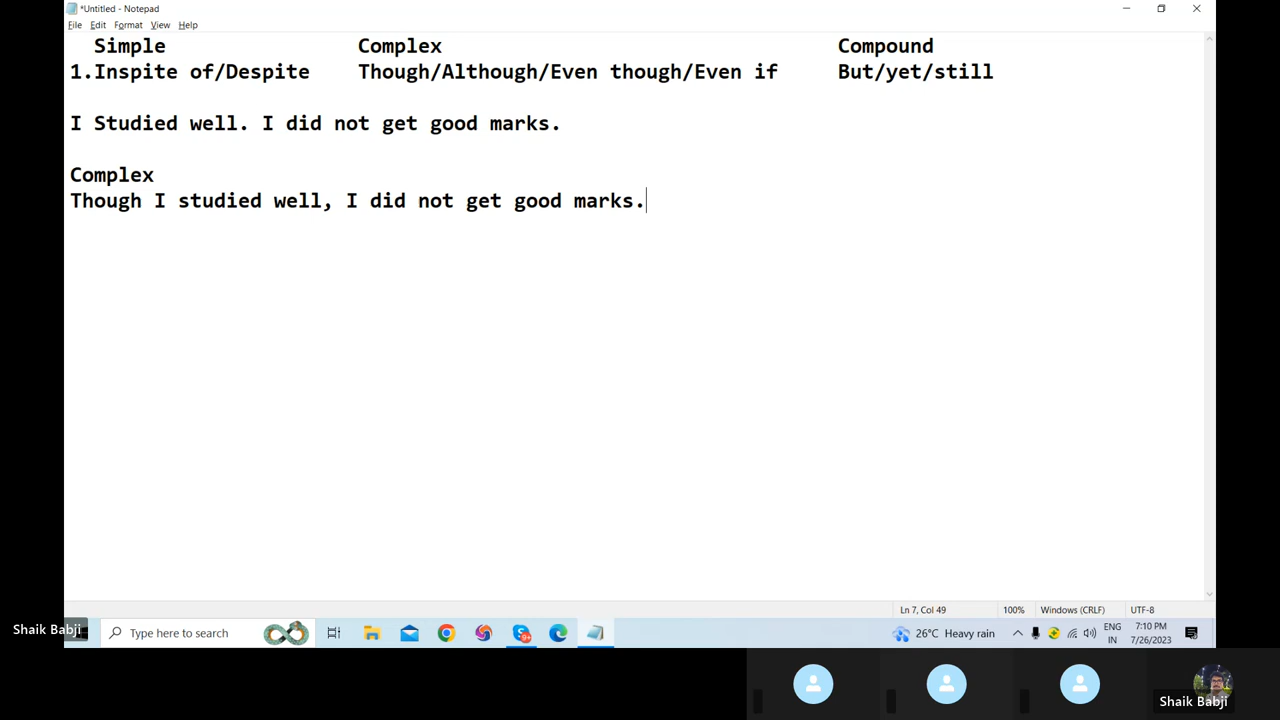 *Untitled - Notepad
File Edit Format View Help
Simple Complex Compound
1.Inspite of/Despite Though/Although/Even though/Even if But/yet/still
I Studied well. I did not get good marks.
Complex
Though I studied well, I did not get good marks.
Ln 7, Col 49 100% Windows (CRLF) UTF-8
Shaik Babji
Type here to search
26°C Heavy rain
ENG
IN
7:10 PM
7/26/2023
Shaik Babji